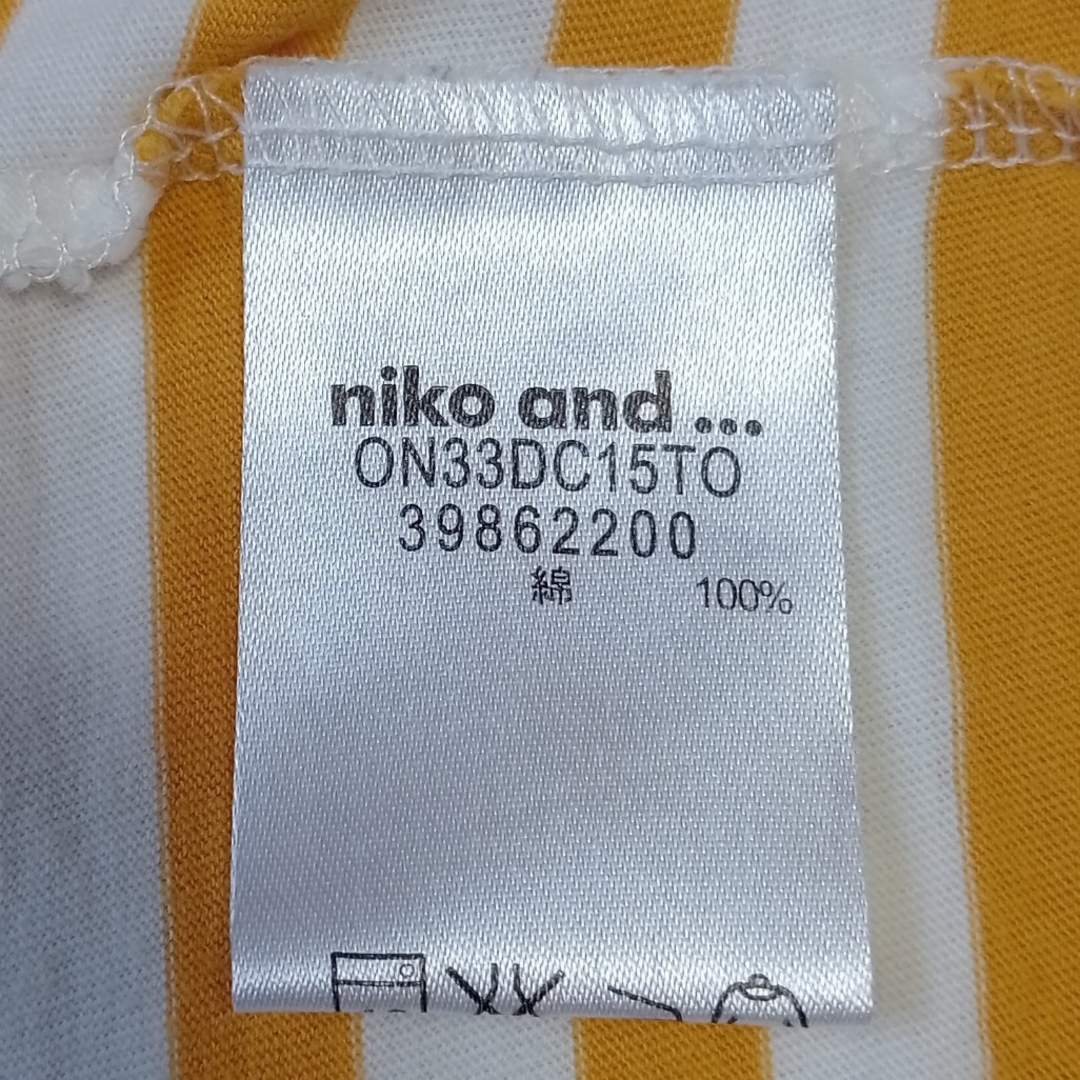 niko and ...
ON33DC15TO
39862200
綿 100%